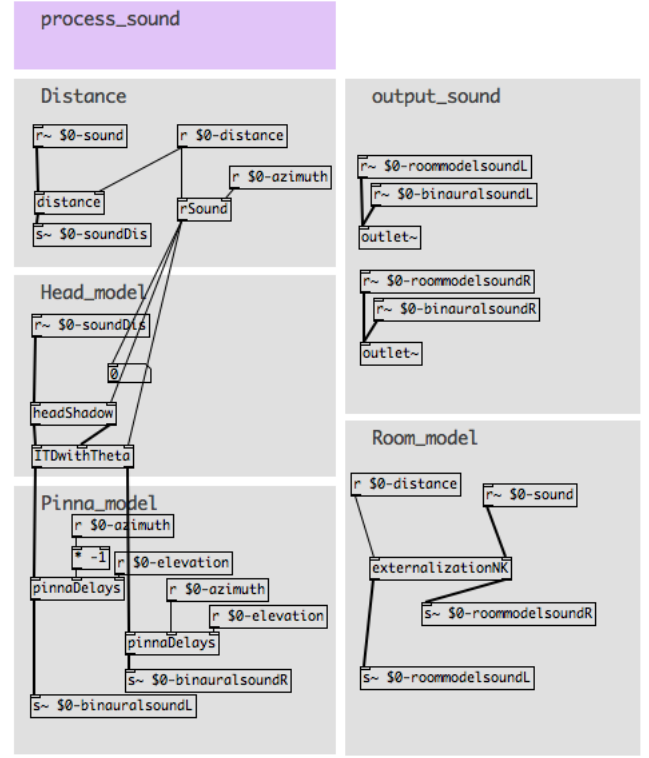 process_sound
Distance
r~ $0-sound
r $0-distance
r $0-azimuth
distance
rSound
s~ $0-soundDis
Head_model
r~ $0-soundDis
0
headShadow
ITDwithTheta
Pinna_model
r $0-azimuth
* -1
r $0-elevation
pinnaDelays
r $0-azimuth
r $0-elevation
pinnaDelays
s~ $0-binauralsoundR
s~ $0-binauralsoundL
output_sound
r~ $0-roommodelsoundL
r~ $0-binauralsoundL
outlet~
r~ $0-roommodelsoundR
r~ $0-binauralsoundR
outlet~
Room_model
r $0-distance
r~ $0-sound
externalizationNK
s~ $0-roommodelsoundR
s~ $0-roommodelsoundL